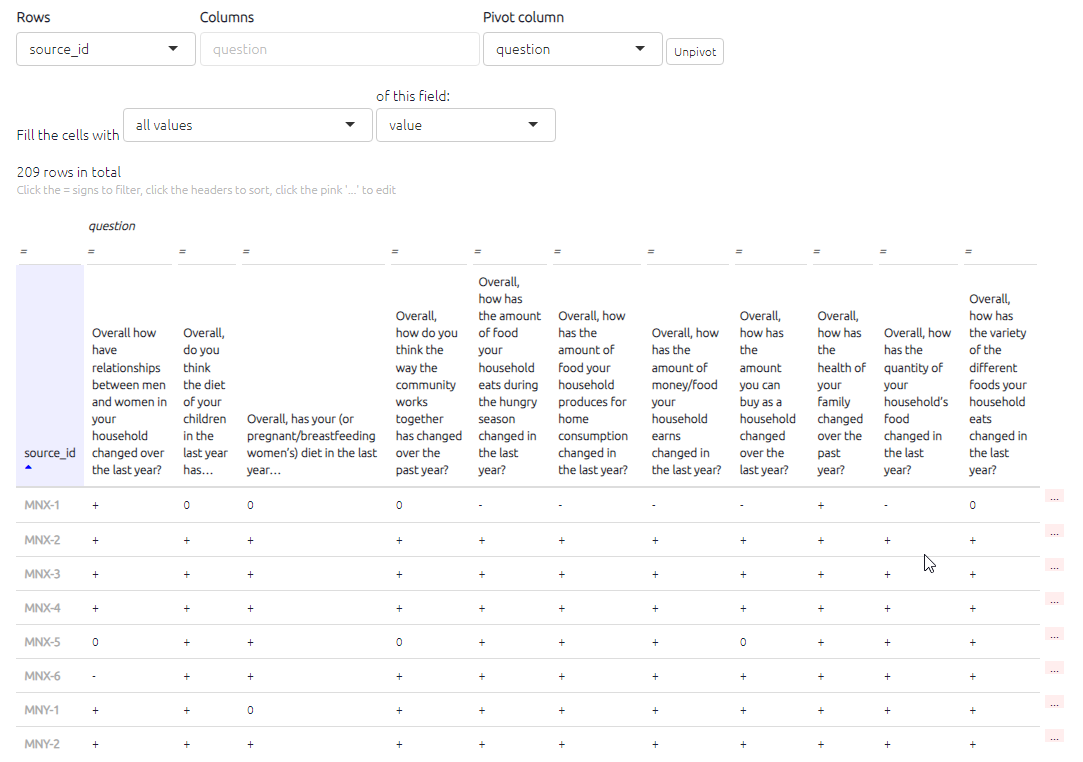 Rows Columns Pivot column
source_id question question Unpivot
of this field:
Fill the cells with all values value
209 rows in total
Click the = signs to filter, click the headers to sort, click the pink '...' to edit
question
= = = = = = = = = = = =
source_id
Overall how
have
relationships
between men
and women in
your
household
changed over
the last year?
Overall,
do you
think
the diet
of your
children
in the
last year
has...
Overall, has your (or
pregnant/breastfeeding
women's) diet in the last
year...
Overall,
how do you
think the
way the
community
works
together
has changed
over the
past year?
Overall,
how has
the amount
of food
your
household
eats during
the hungry
season
changed in
the last
year?
Overall, how
has the
amount of
food your
household
produces for
home
consumption
changed in
the last year?
Overall, how
has the
amount of
money/food
your
household
earns
changed in
the last year?
Overall,
how has
the
amount
you can
buy as a
household
changed
over the
last year?
Overall,
how has
the
health of
your
family
changed
over the
past
year?
Overall, how
has the
quantity of
your
household's
food
changed in
the last
year?
Overall,
how has
the variety
of the
different
foods your
household
eats
changed in
the last
year?
MNX-1 + 0 0 0 - - - - + - 0 ...
MNX-2 + + + + + + + + + + + ...
MNX-3 + + + + + + + + + + + ...
MNX-4 + + + + + + + + + + + ...
MNX-5 0 + + 0 + + + 0 + + + ...
MNX-6 - + + + + + + + + + + ...
MNY-1 + + 0 + + + + + + + + ...
MNY-2 + + + + + + + + + + + ...